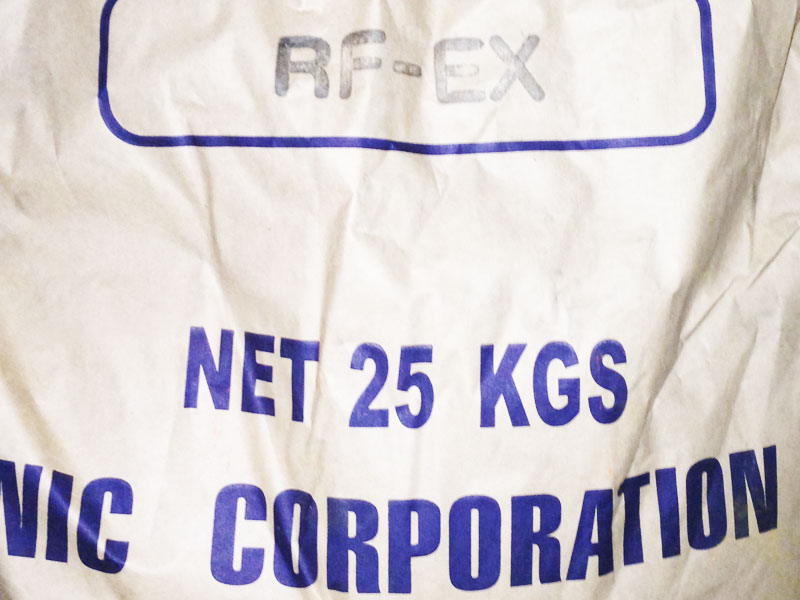 RF-EX
NET 25 KGS
NIC CORPORATION